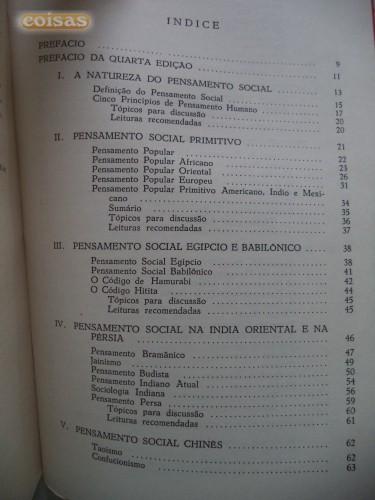 coisas
INDICE
PREFACIO 9
PREFACIO DA QUARTA EDIÇÃO 11
I. A NATUREZA DO PENSAMENTO SOCIAL 13
Definição do Pensamento Social 15
Cinco Princípios de Pensamento Humano 17
Tópicos para discussão 20
Leituras recomendadas 20
II. PENSAMENTO SOCIAL PRIMITIVO 21
Pensamento Popular 22
Pensamento Popular Africano 23
Pensamento Popular Oriental 26
Pensamento Popular Europeu 31
Pensamento Popular Primitivo Americano, Indio e Mexi-
cano 34
Sumário 35
Tópicos para discussão 36
Leituras recomendadas 37
III. PENSAMENTO SOCIAL EGIPCIO E BABILÔNICO 38
Pensamento Social Egipcio 38
Pensamento Social Babilônico 41
O Código de Hamurabi 42
O Código Hitita 44
Tópicos para discussão 45
Leituras recomendadas 45
IV. PENSAMENTO SOCIAL NA INDIA ORIENTAL E NA
PÉRSIA 46
Pensamento Bramânico 47
Jainismo 49
Pensamento Budista 50
Pensamento Indiano Atual 54
Sociologia Indiana 56
Pensamento Persa 59
Tópicos para discussão 60
Leituras recomendadas 61
V. PENSAMENTO SOCIAL CHINÊS 62
Taoismo 62
Confucionismo 63